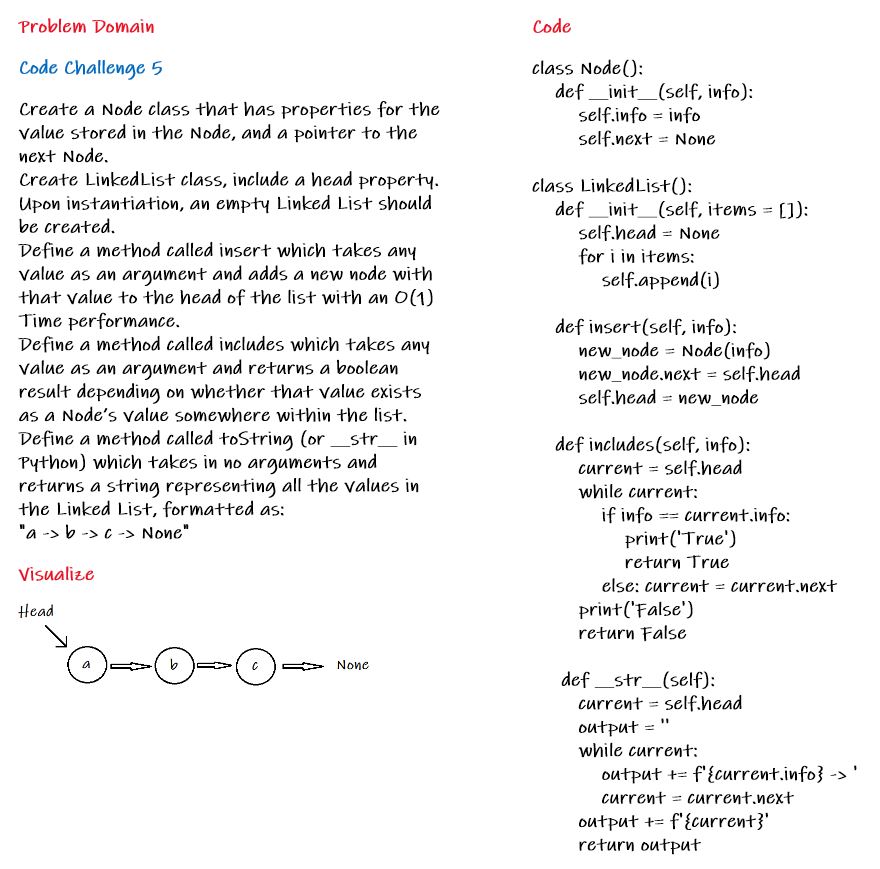 Problem Domain
Code Challenge 5
Create a Node class that has properties for the
value stored in the Node, and a pointer to the
next Node.
Create LinkedList class, include a head property.
Upon instantiation, an empty Linked List should
be created.
Define a method called insert which takes any
value as an argument and adds a new node with
that value to the head of the list with an O(1)
Time performance.
Define a method called includes which takes any
value as an argument and returns a boolean
result depending on whether that value exists
as a Node's value somewhere within the list.
Define a method called toString (or __str__ in
Python) which takes in no arguments and
returns a string representing all the values in
the Linked List, formatted as:
"a -> b -> c -> None"
Visualize
Head
a b c None
Code
class Node():
    def __init__(self, info):
        self.info = info
        self.next = None
class LinkedList():
    def __init__(self, items = []):
        self.head = None
        for i in items:
            self.append(i)
    def insert(self, info):
        new_node = Node(info)
        new_node.next = self.head
        self.head = new_node
    def includes(self, info):
        current = self.head
        while current:
            if info == current.info:
                print('True')
                return True
            else: current = current.next
        print('False')
        return False
    def __str__(self):
        current = self.head
        output = ''
        while current:
            output += f'{current.info} -> '
            current = current.next
        output += f'{current}'
        return output